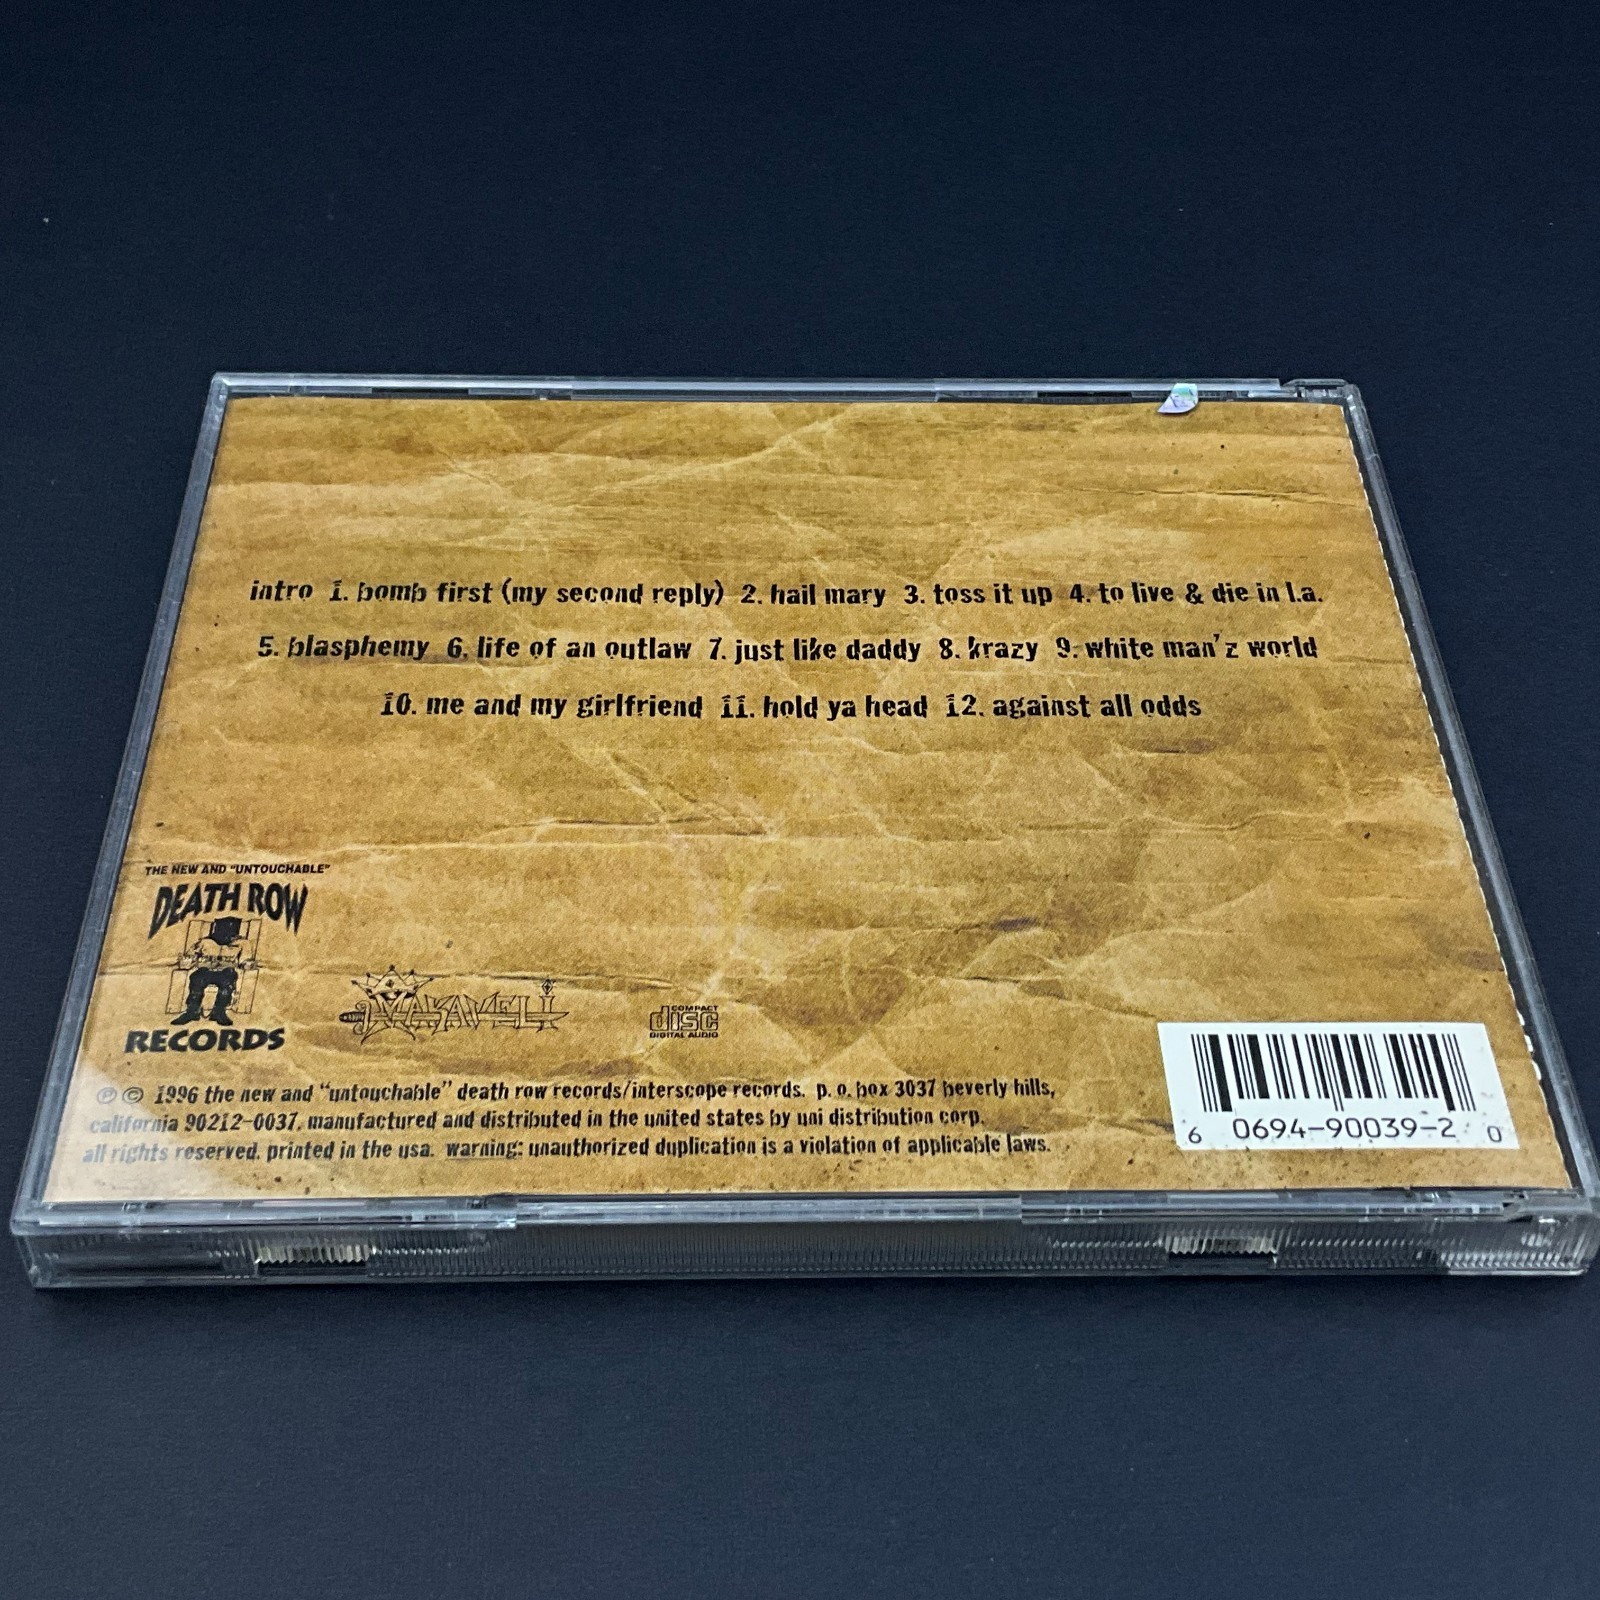 intro 1. bomb first (my second reply) 2. hail mary 3. toss it up 4. to live & die in l.a.
5. blasphemy 6. life of an outlaw 7. just like daddy 8. krazy 9. white man'z world
10. me and my girlfriend 11. hold ya head 12. against all odds
THE NEW AND "UNTOUCHABLE"
DEATH ROW
RECORDS
MAKAVELI
COMPACT
disc
DIGITAL AUDIO
℗ © 1996 the new and "untouchable" death row records/interscope records. p. o. box 3037 beverly hills,
california 90212-0037. manufactured and distributed in the united states by uni distribution corp.
all rights reserved. printed in the usa. warning: unauthorized duplication is a violation of applicable laws.
6 0694-90039-2 0